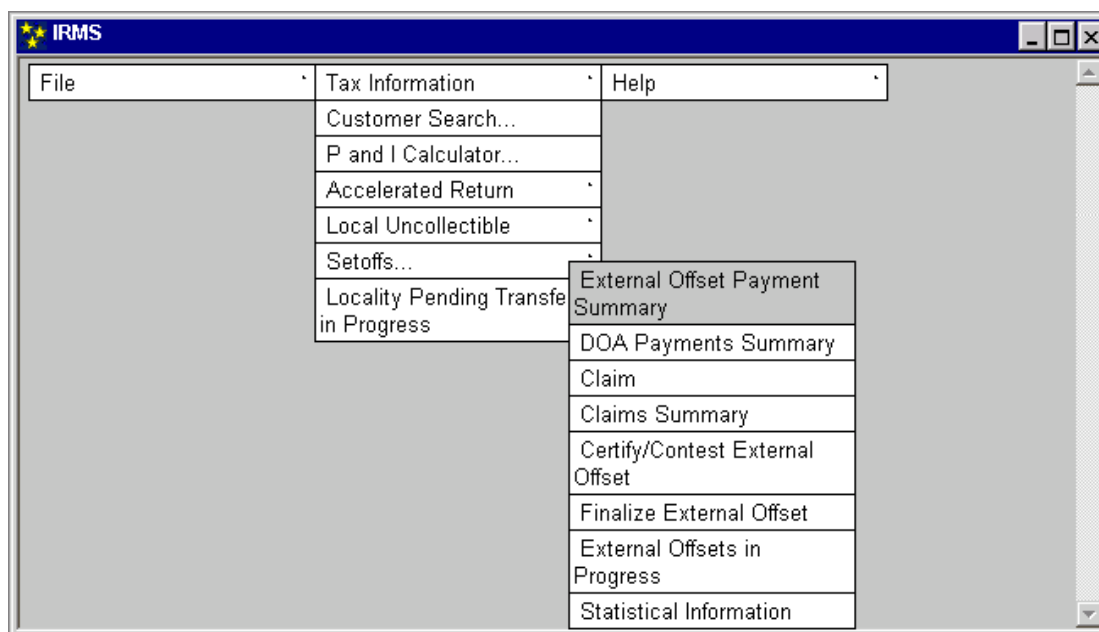 IRMS
File
Tax Information
Help
Customer Search...
P and I Calculator...
Accelerated Return
Local Uncollectible
Setoffs...
Locality Pending Transfe
in Progress
External Offset Payment
Summary
DOA Payments Summary
Claim
Claims Summary
Certify/Contest External
Offset
Finalize External Offset
External Offsets in
Progress
Statistical Information